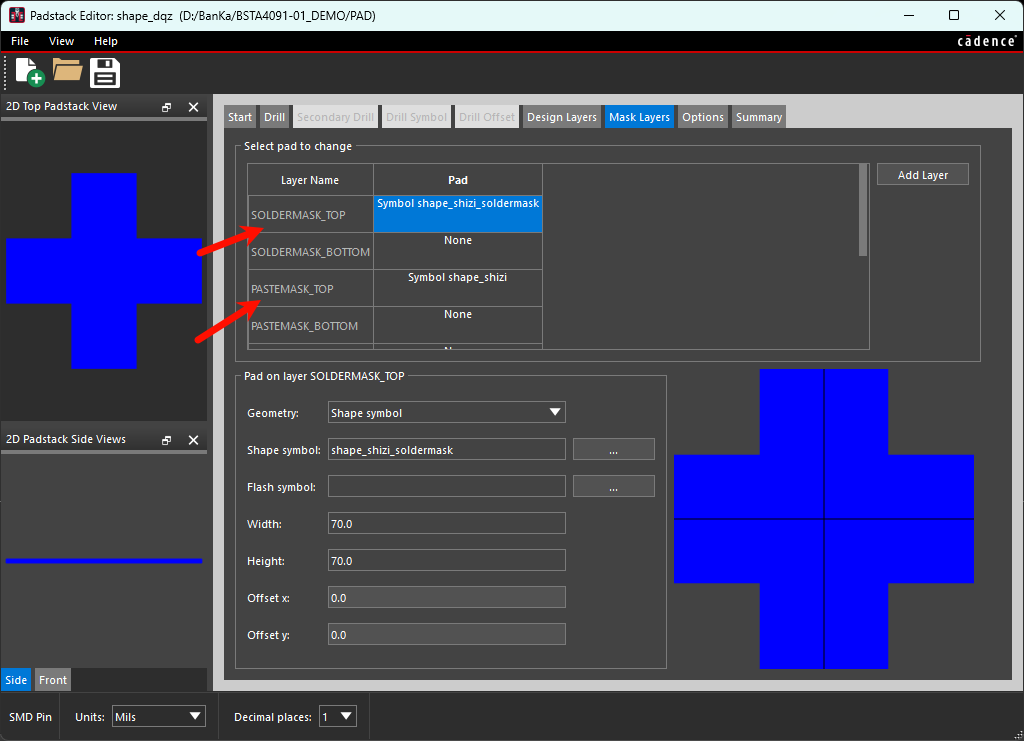 Padstack Editor: shape_dqz (D:/BanKa/BSTA4091-01_DEMO/PAD)
File View Help
cādence
2D Top Padstack View
Start Drill Secondary Drill Drill Symbol Drill Offset Design Layers Mask Layers Options Summary
Select pad to change
Layer Name Pad
Add Layer
SOLDERMASK_TOP Symbol shape_shizi_soldermask
SOLDERMASK_BOTTOM None
PASTEMASK_TOP Symbol shape_shizi
PASTEMASK_BOTTOM None
Pad on layer SOLDERMASK_TOP
Geometry: Shape symbol
2D Padstack Side Views
Shape symbol: shape_shizi_soldermask ...
Flash symbol: ...
Width: 70.0
Height: 70.0
Offset x: 0.0
Offset y: 0.0
Side Front
SMD Pin Units: Mils Decimal places: 1